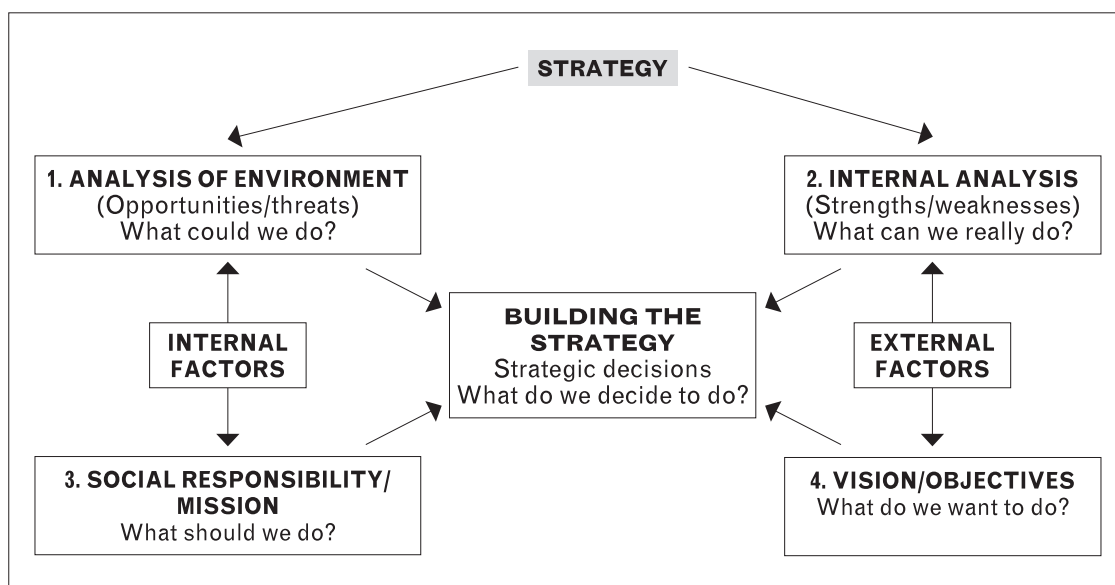 STRATEGY
1. ANALYSIS OF ENVIRONMENT
(Opportunities/threats)
What could we do?
2. INTERNAL ANALYSIS
(Strengths/weaknesses)
What can we really do?
INTERNAL
FACTORS
BUILDING THE
STRATEGY
Strategic decisions
What do we decide to do?
EXTERNAL
FACTORS
3. SOCIAL RESPONSIBILITY/
MISSION
What should we do?
4. VISION/OBJECTIVES
What do we want to do?